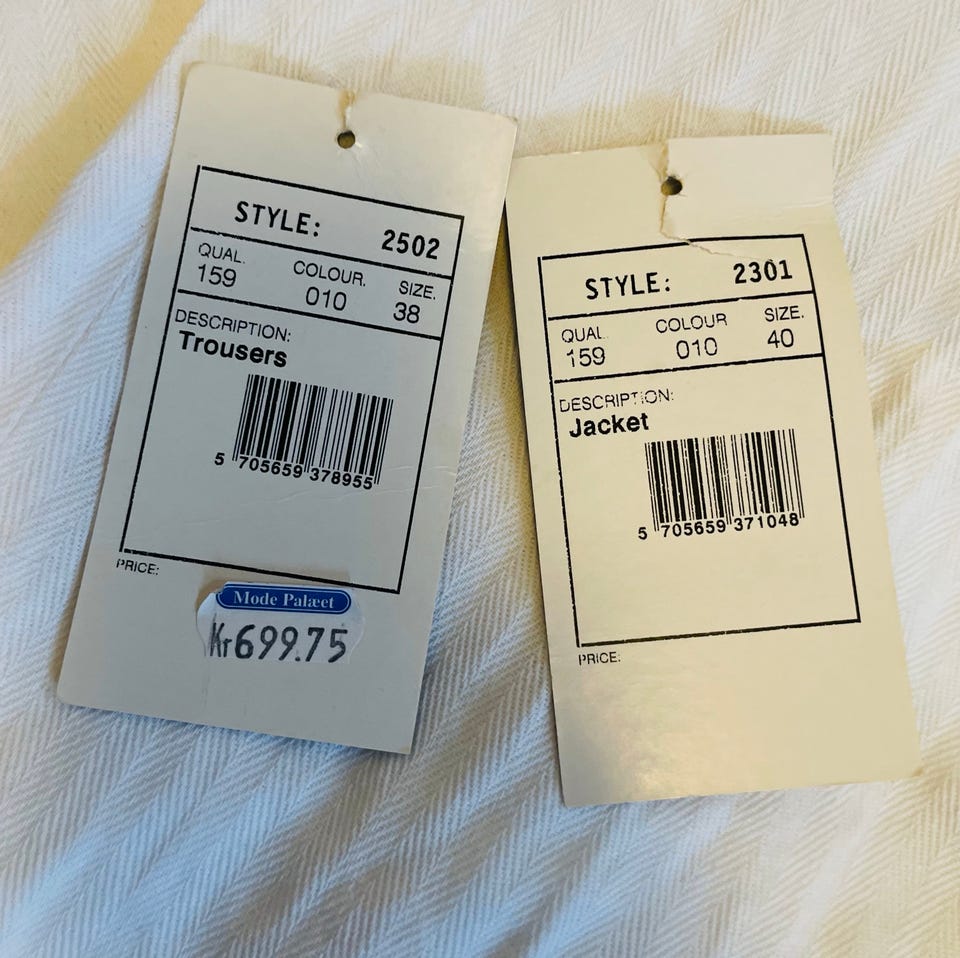 STYLE: 2502
QUAL. COLOUR. SIZE.
159 010 38
DESCRIPTION:
Trousers
5 705659 378955
PRICE:
Mode Palæet
Kr699.75
STYLE: 2301
QUAL. COLOUR SIZE.
159 010 40
DESCRIPTION:
Jacket
5 705659 371048
PRICE: